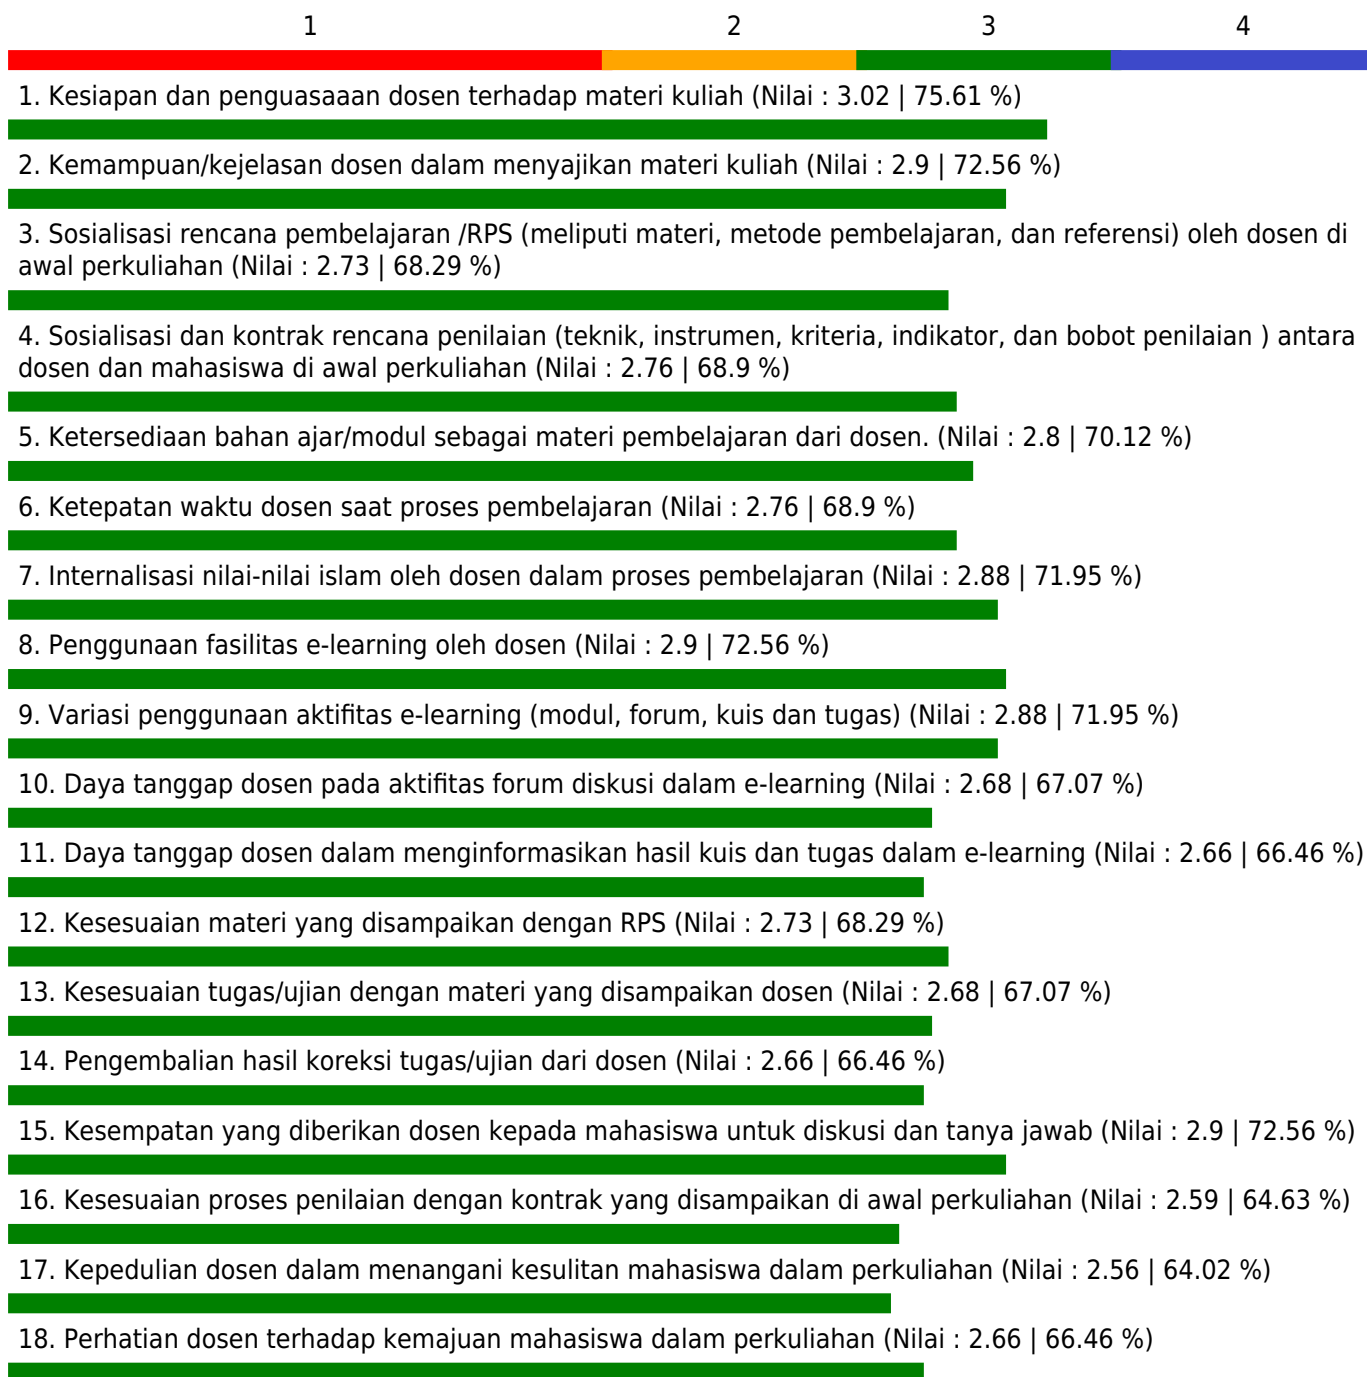 1 2 3 4
1. Kesiapan dan penguasaaan dosen terhadap materi kuliah (Nilai : 3.02 | 75.61 %)
2. Kemampuan/kejelasan dosen dalam menyajikan materi kuliah (Nilai : 2.9 | 72.56 %)
3. Sosialisasi rencana pembelajaran /RPS (meliputi materi, metode pembelajaran, dan referensi) oleh dosen di
awal perkuliahan (Nilai : 2.73 | 68.29 %)
4. Sosialisasi dan kontrak rencana penilaian (teknik, instrumen, kriteria, indikator, dan bobot penilaian ) antara
dosen dan mahasiswa di awal perkuliahan (Nilai : 2.76 | 68.9 %)
5. Ketersediaan bahan ajar/modul sebagai materi pembelajaran dari dosen. (Nilai : 2.8 | 70.12 %)
6. Ketepatan waktu dosen saat proses pembelajaran (Nilai : 2.76 | 68.9 %)
7. Internalisasi nilai-nilai islam oleh dosen dalam proses pembelajaran (Nilai : 2.88 | 71.95 %)
8. Penggunaan fasilitas e-learning oleh dosen (Nilai : 2.9 | 72.56 %)
9. Variasi penggunaan aktifitas e-learning (modul, forum, kuis dan tugas) (Nilai : 2.88 | 71.95 %)
10. Daya tanggap dosen pada aktifitas forum diskusi dalam e-learning (Nilai : 2.68 | 67.07 %)
11. Daya tanggap dosen dalam menginformasikan hasil kuis dan tugas dalam e-learning (Nilai : 2.66 | 66.46 %)
12. Kesesuaian materi yang disampaikan dengan RPS (Nilai : 2.73 | 68.29 %)
13. Kesesuaian tugas/ujian dengan materi yang disampaikan dosen (Nilai : 2.68 | 67.07 %)
14. Pengembalian hasil koreksi tugas/ujian dari dosen (Nilai : 2.66 | 66.46 %)
15. Kesempatan yang diberikan dosen kepada mahasiswa untuk diskusi dan tanya jawab (Nilai : 2.9 | 72.56 %)
16. Kesesuaian proses penilaian dengan kontrak yang disampaikan di awal perkuliahan (Nilai : 2.59 | 64.63 %)
17. Kepedulian dosen dalam menangani kesulitan mahasiswa dalam perkuliahan (Nilai : 2.56 | 64.02 %)
18. Perhatian dosen terhadap kemajuan mahasiswa dalam perkuliahan (Nilai : 2.66 | 66.46 %)